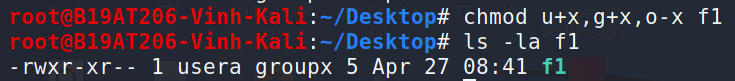 root@B19AT206-Vinh-Kali:~/Desktop# chmod u+x,g+x,o-x f1
root@B19AT206-Vinh-Kali:~/Desktop# ls -la f1
-rwxr-xr-- 1 usera groupx 5 Apr 27 08:41 f1